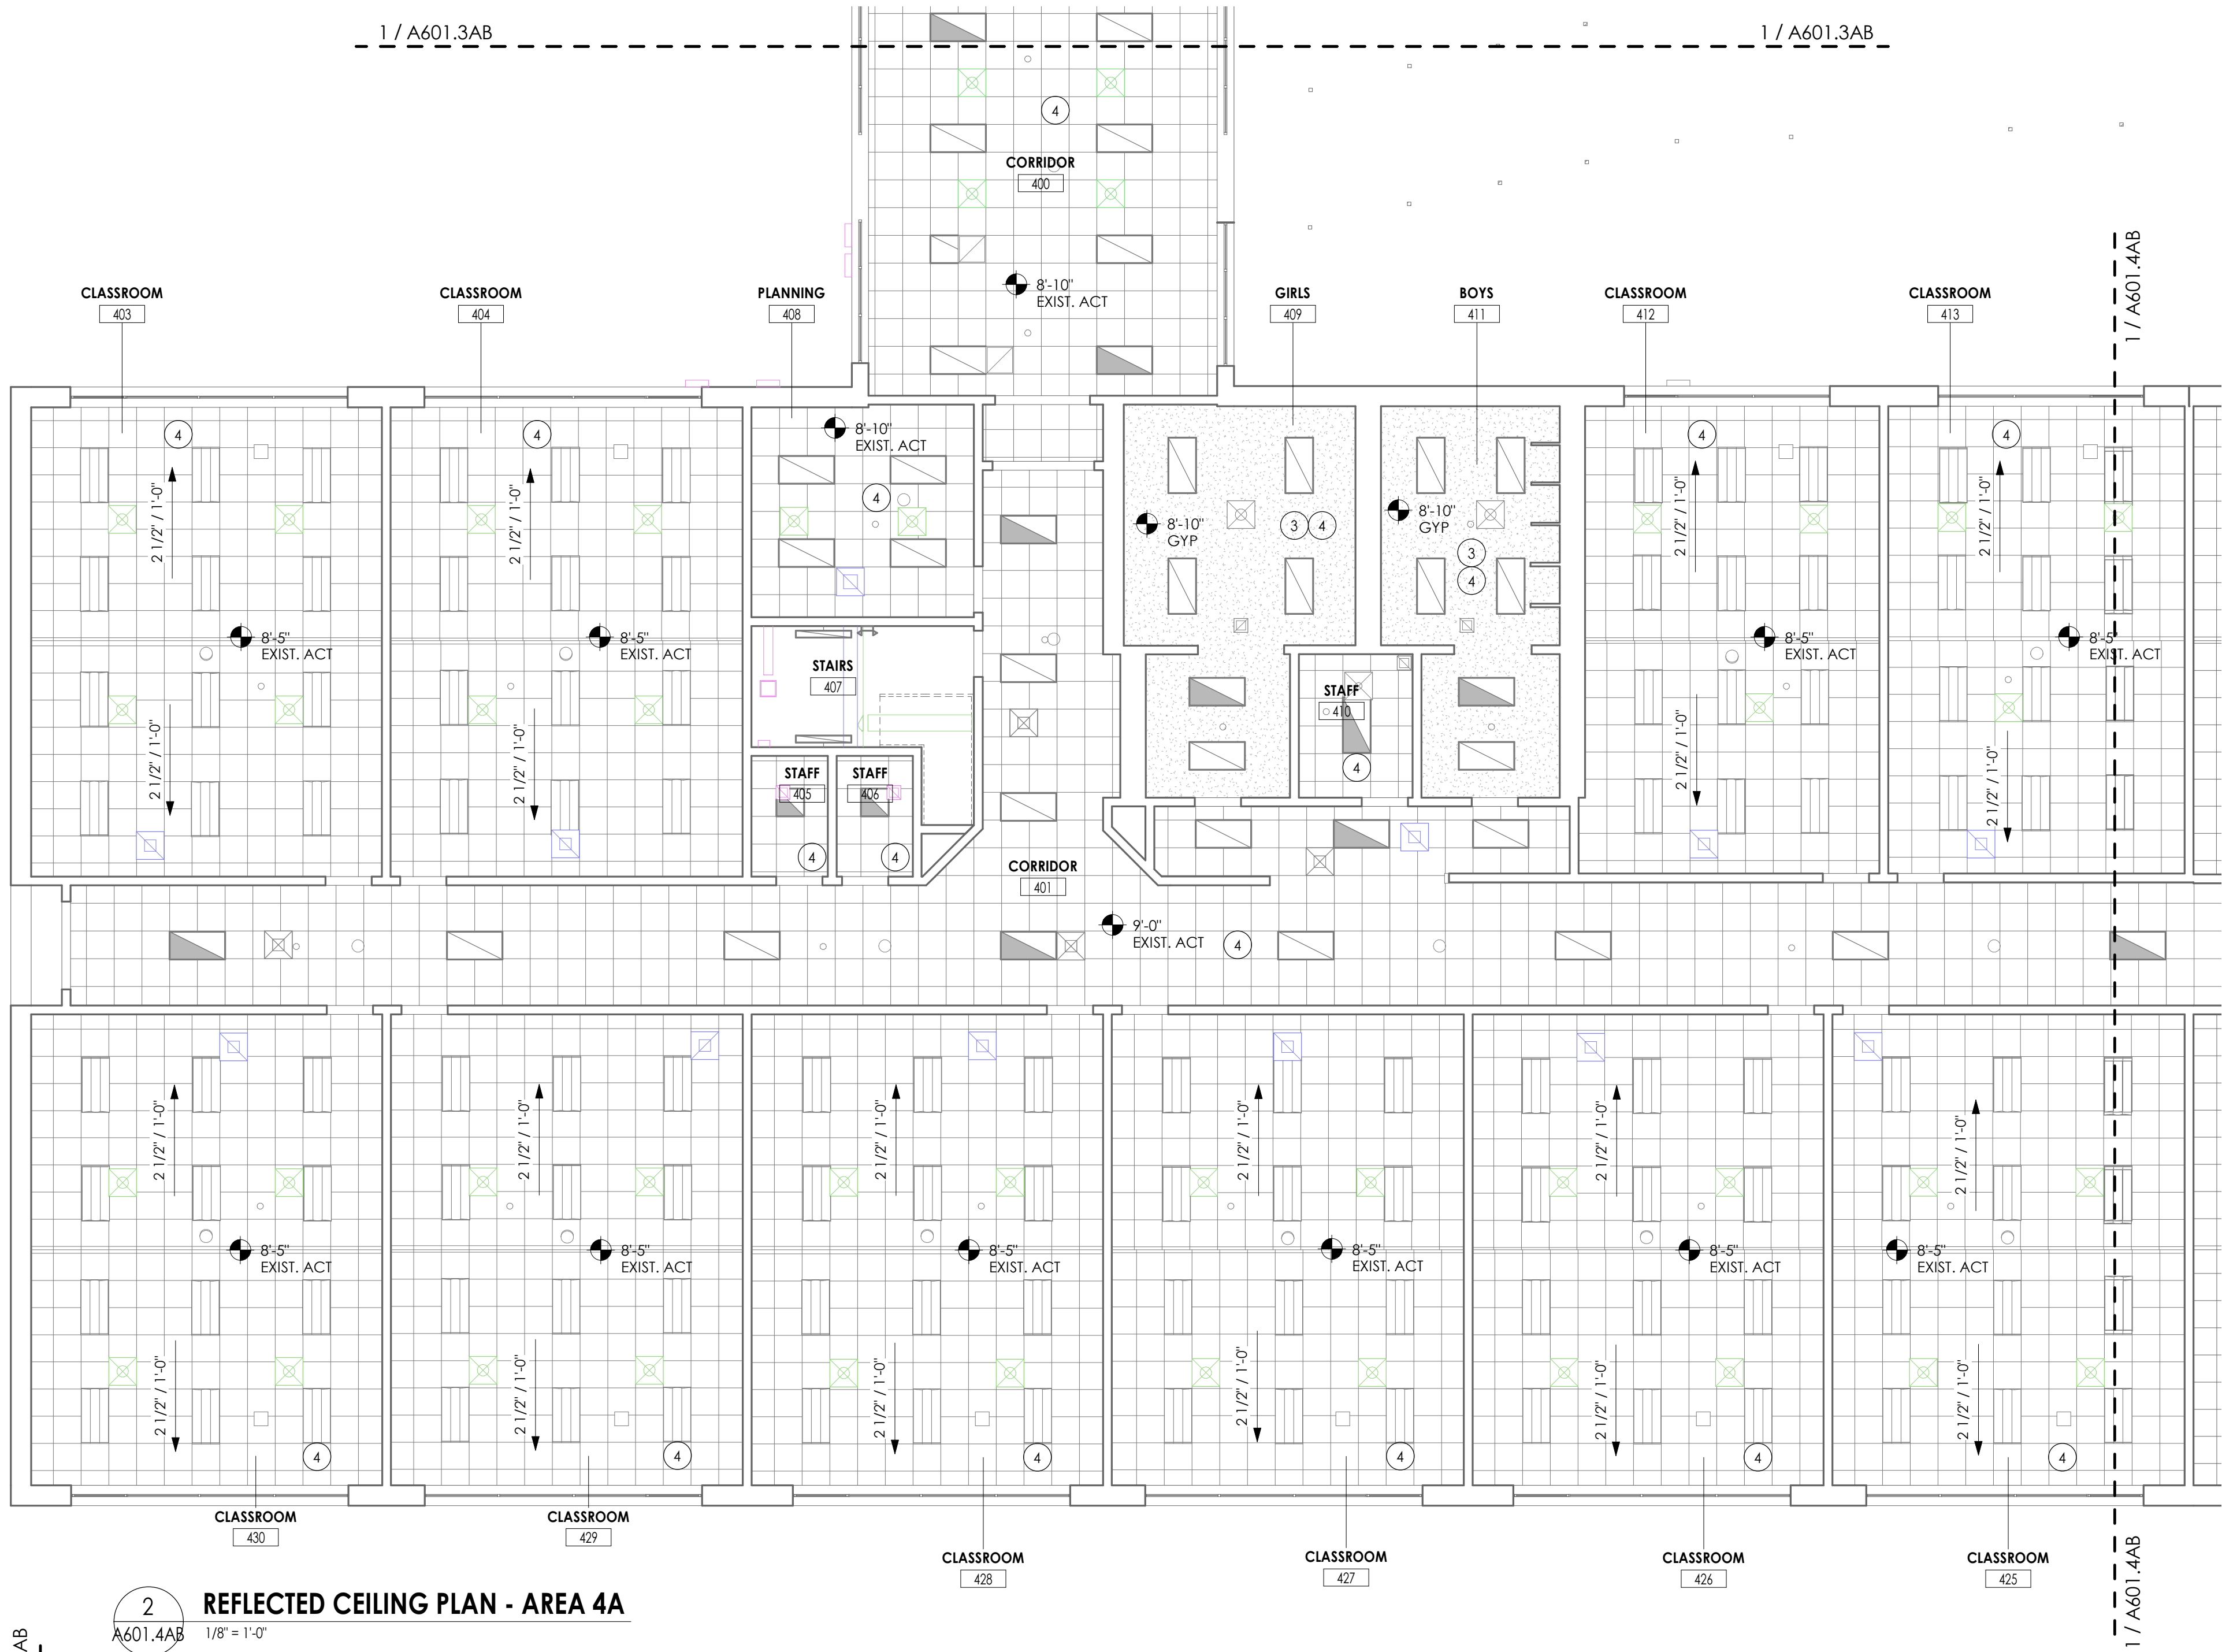 1 / A601.3AB
1 / A601.3AB
4
CORRIDOR
400
8'-10"
EXIST. ACT
1 / A601.4AB
CLASSROOM
403
CLASSROOM
404
PLANNING
408
GIRLS
409
BOYS
411
CLASSROOM
412
CLASSROOM
413
4
2 1/2" / 1'-0"
8'-5"
EXIST. ACT
2 1/2" / 1'-0"
4
2 1/2" / 1'-0"
8'-5"
EXIST. ACT
2 1/2" / 1'-0"
8'-10"
EXIST. ACT
4
STAIRS
407
STAFF
405
4
STAFF
406
4
8'-10"
GYP
3
4
8'-10"
GYP
3
4
STAFF
410
4
4
2 1/2" / 1'-0"
8'-5"
EXIST. ACT
2 1/2" / 1'-0"
4
2 1/2" / 1'-0"
8'-5"
EXIST. ACT
2 1/2" / 1'-0"
CORRIDOR
401
9'-0"
EXIST. ACT
4
2 1/2" / 1'-0"
8'-5"
EXIST. ACT
2 1/2" / 1'-0"
4
2 1/2" / 1'-0"
8'-5"
EXIST. ACT
2 1/2" / 1'-0"
4
2 1/2" / 1'-0"
8'-5"
EXIST. ACT
2 1/2" / 1'-0"
4
2 1/2" / 1'-0"
8'-5"
EXIST. ACT
2 1/2" / 1'-0"
4
2 1/2" / 1'-0"
8'-5"
EXIST. ACT
2 1/2" / 1'-0"
4
2 1/2" / 1'-0"
8'-5"
EXIST. ACT
2 1/2" / 1'-0"
4
CLASSROOM
430
CLASSROOM
429
CLASSROOM
428
CLASSROOM
427
CLASSROOM
426
CLASSROOM
425
1 / A601.4AB
2
A601.4AB
REFLECTED CEILING PLAN - AREA 4A
1/8" = 1'-0"
AB